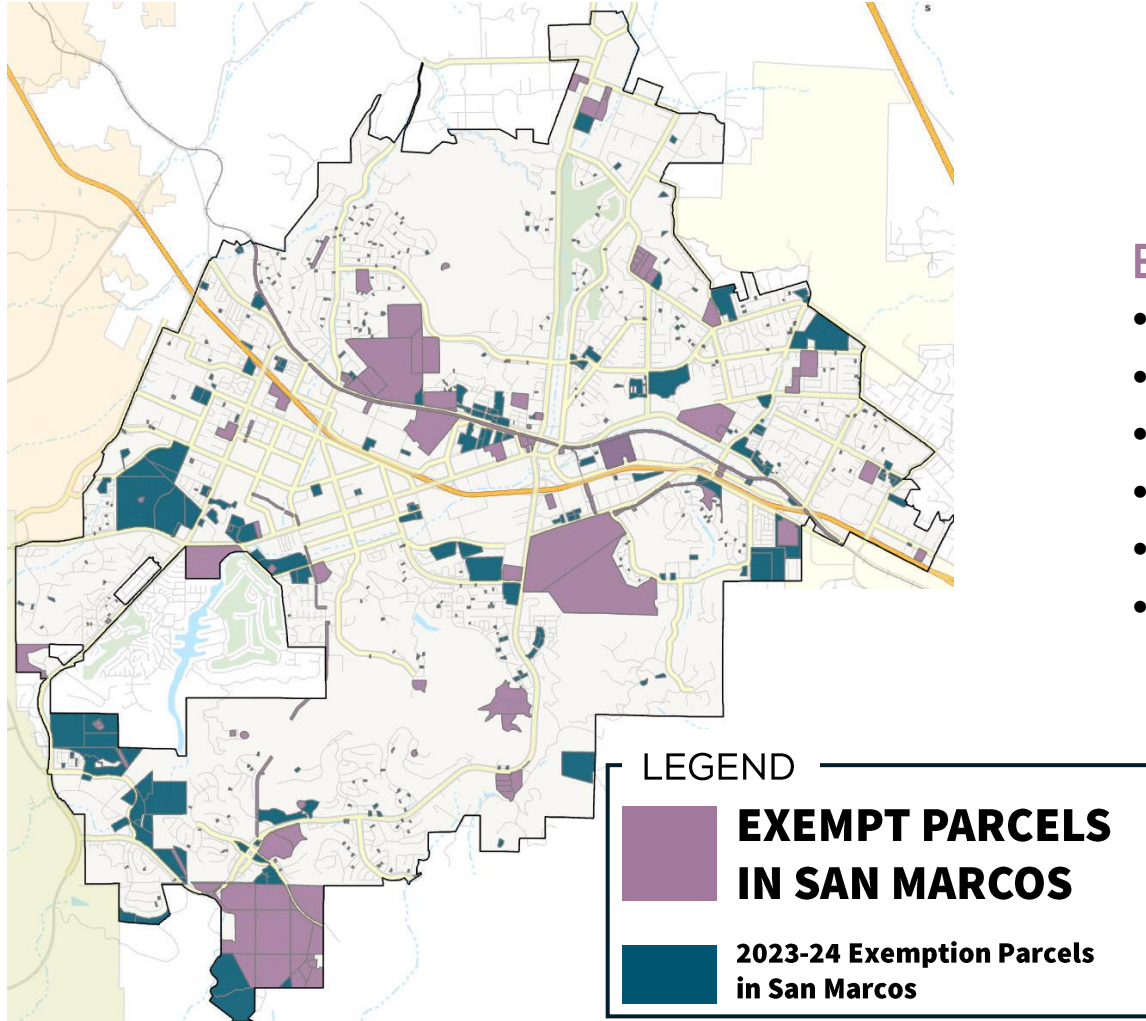 s
E
•
•
•
•
•
•
LEGEND
EXEMPT PARCELS
IN SAN MARCOS
2023-24 Exemption Parcels
in San Marcos